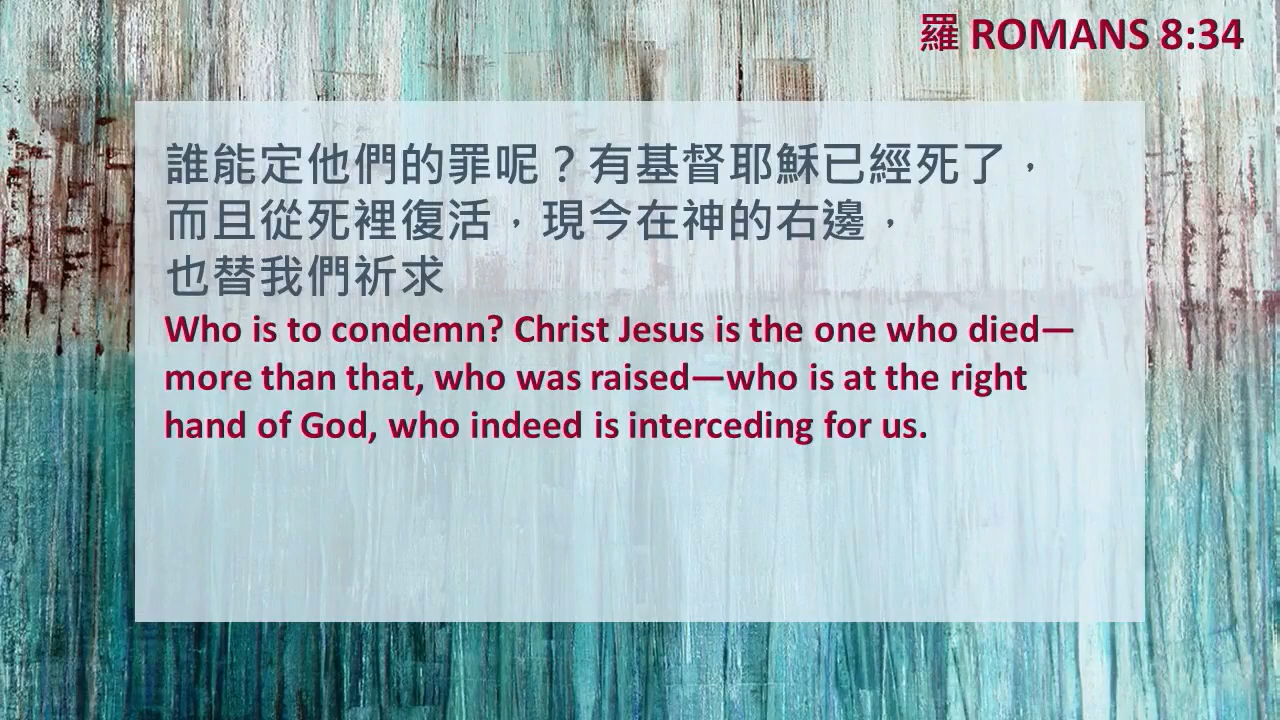 羅 ROMANS 8:34
誰能定他們的罪呢？有基督耶穌已經死了，
而且從死裡復活，現今在神的右邊，
也替我們祈求
Who is to condemn? Christ Jesus is the one who died—
more than that, who was raised—who is at the right
hand of God, who indeed is interceding for us.